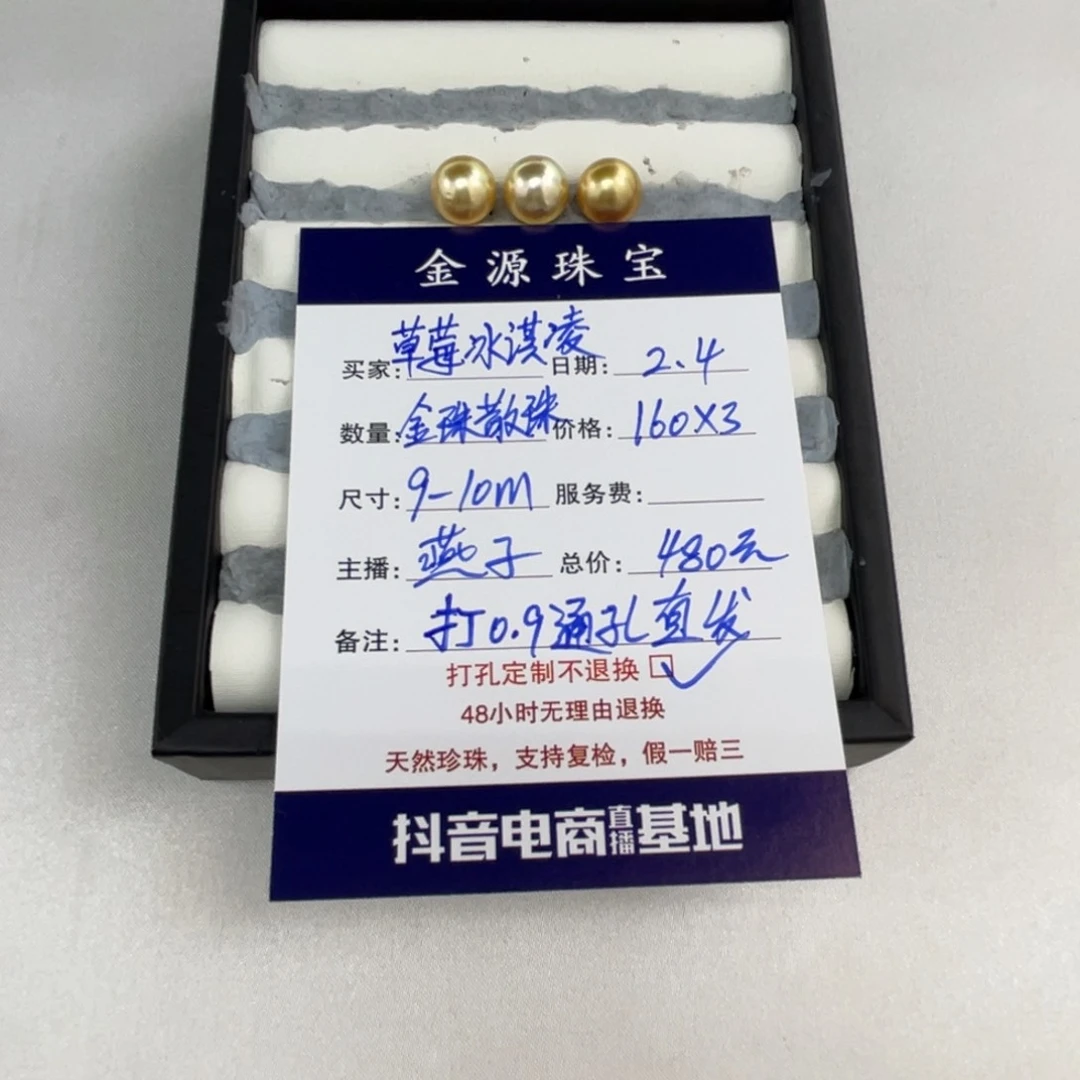 金源珠宝
买家:草莓冰淇凌 日期:2.4
数量:金珠散珠 价格:160X3
尺寸:9-10m 服务费:
主播:燕子 总价:480元
备注:打0.9通孔直发
打孔定制不退换
48小时无理由退换
天然珍珠，支持复检，假一赔三
抖音电商直播基地